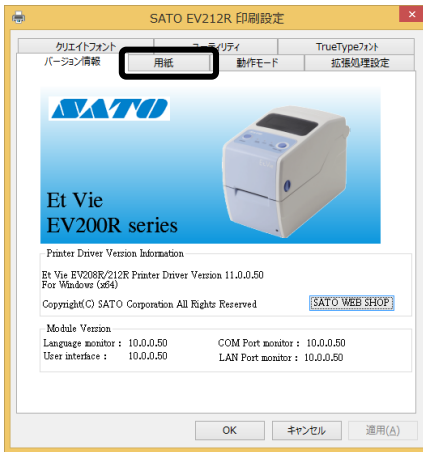 SATO EV212R 印刷設定
クリエイトフォント
ユーティリティ
TrueTypeフォント
バージョン情報
用紙
動作モード
拡張処理設定
SATO
Et Vie
EV200R series
Printer Driver Version Information
Et Vie EV208R/212R Printer Driver Version 11.0.0.50
For Windows (x64)
Copyright(C) SATO Corporation All Rights Reserved
SATO WEB SHOP
Module Version
Language monitor : 10.0.0.50
COM Port monitor : 10.0.0.50
User interface : 10.0.0.50
LAN Port monitor : 10.0.0.50
OK
キャンセル
適用(A)